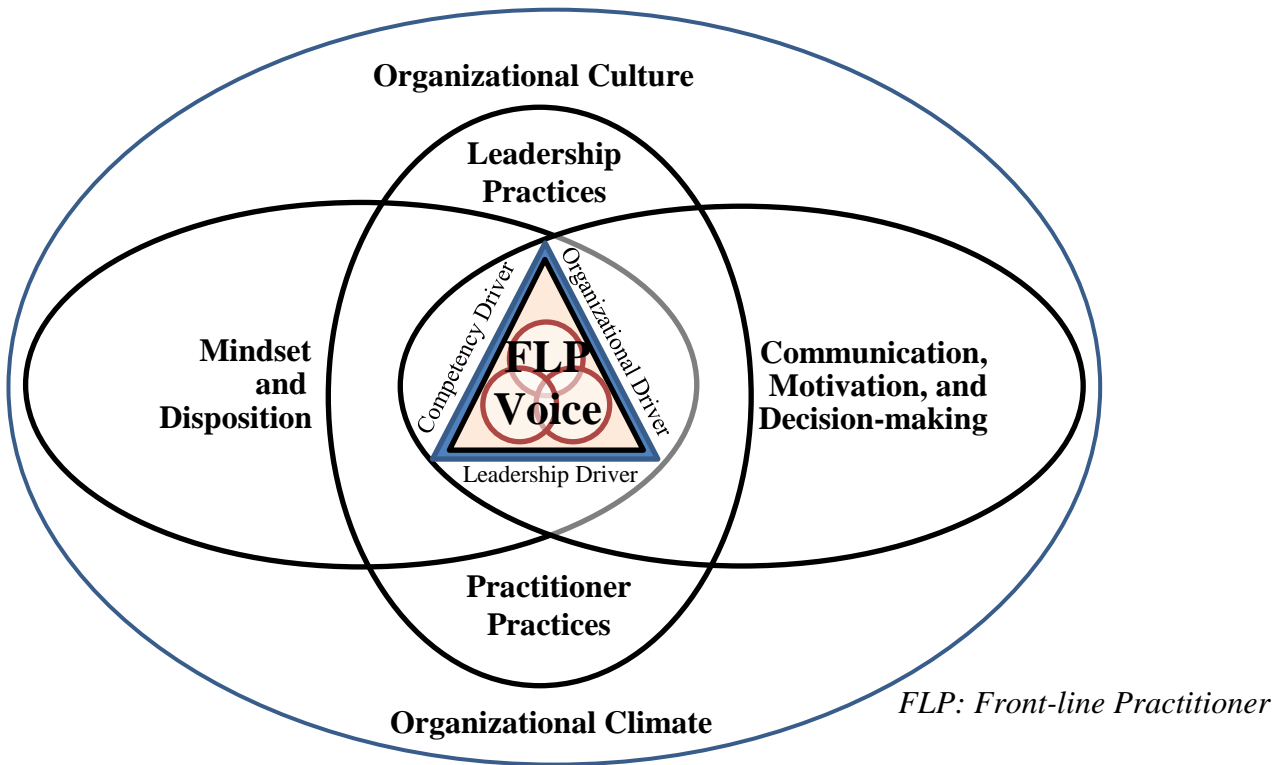 Organizational Culture
Leadership
Practices
Mindset
and
Disposition
Competency Driver
Organizational Driver
FLP
Voice
Leadership Driver
Communication,
Motivation, and
Decision-making
Practitioner
Practices
Organizational Climate
FLP: Front-line Practitioner